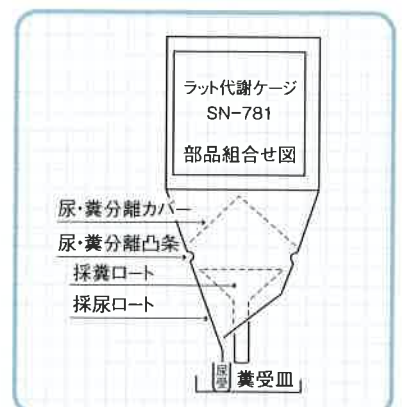 ラット代謝ケージ
SN-781
部品組合せ図
尿・糞分離カバー
尿・糞分離凸条
採糞ロート
採尿ロート
尿受
糞受皿